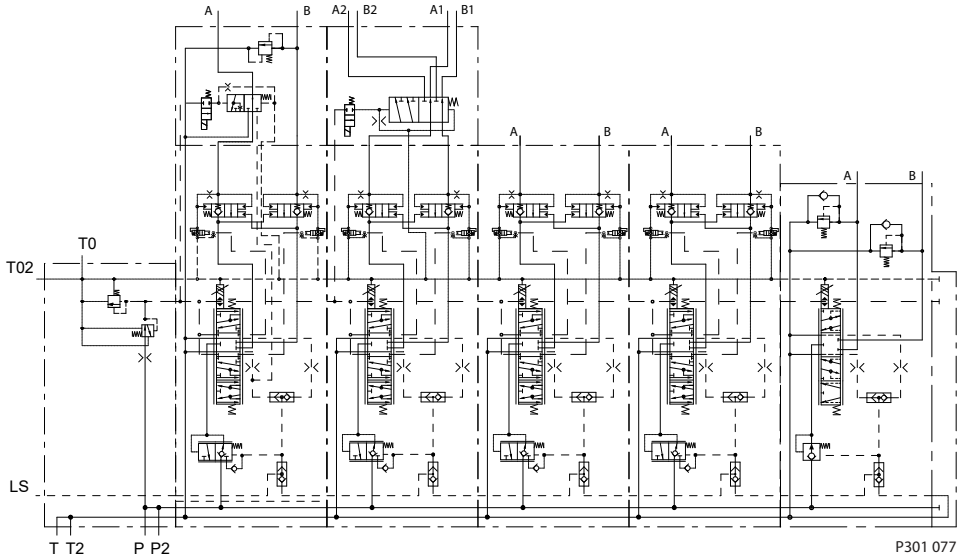 A B A2 B2 A1 B1
A B A B
A B
T0
T02
LS
T T2 P P2
P301 077